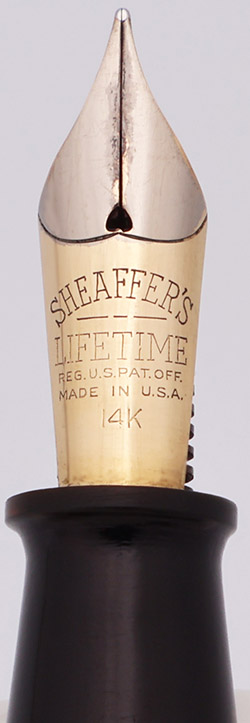 SHEAFFER'S
LIFETIME
REG. U.S. PAT. OFF.
MADE IN U.S.A.
14K